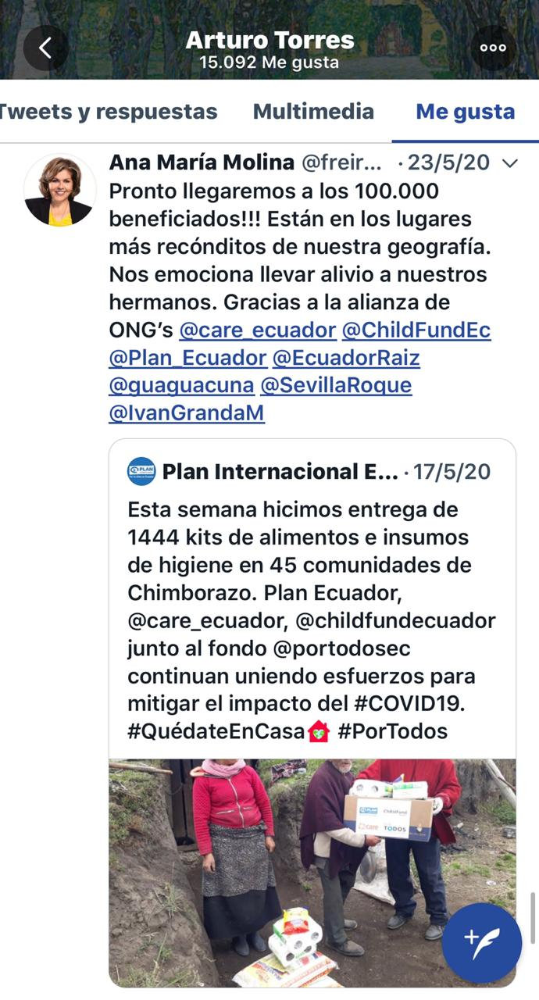 Arturo Torres
15.092 Me gusta
Tweets y respuestas
Multimedia
Me gusta
Ana María Molina @freir... · 23/5/20
Pronto llegaremos a los 100.000
beneficiados!!! Están en los lugares
más recónditos de nuestra geografía.
Nos emociona llevar alivio a nuestros
hermanos. Gracias a la alianza de
ONG’s @care_ecuador @ChildFundEc
@Plan_Ecuador @EcuadorRaiz
@guaguacuna @SevillaRoque
@IvanGrandaM
PLAN
Plan Internacional E... · 17/5/20
Esta semana hicimos entrega de
1444 kits de alimentos e insumos
de higiene en 45 comunidades de
Chimborazo. Plan Ecuador,
@care_ecuador, @childfundecuador
junto al fondo @portodosec
continuan uniendo esfuerzos para
mitigar el impacto del #COVID19.
#QuédateEnCasa #PorTodos
PLAN
ChildFund
care
TODOS